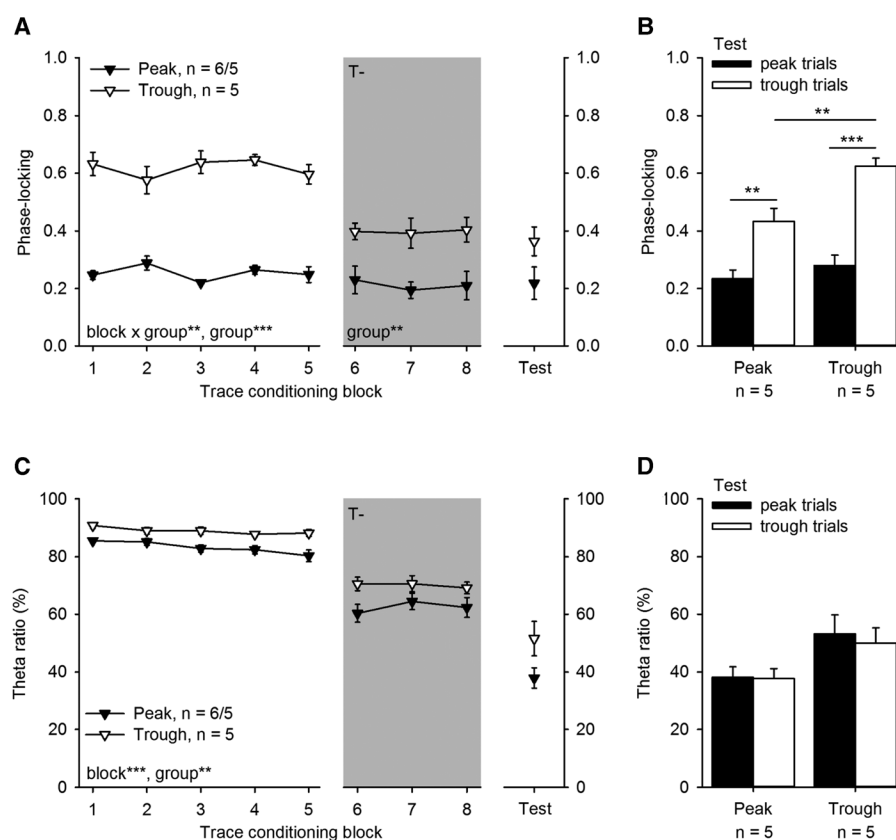 A
Peak, n = 6/5
Trough, n = 5
T-
1.0
0.8
0.6
0.4
0.2
0.0
Phase-locking
block x group**, group***
group**
1.0
0.8
0.6
0.4
0.2
0.0
1 2 3 4 5 6 7 8 Test
Trace conditioning block
B
Test
peak trials
trough trials
1.0
0.8
0.6
0.4
0.2
0.0
Phase-locking
**
**
***
Peak Trough
n = 5 n = 5
C
100
80
60
40
20
0
Theta ratio (%)
T-
Peak, n = 6/5
Trough, n = 5
block***, group**
100
80
60
40
20
0
1 2 3 4 5 6 7 8 Test
Trace conditioning block
D
Test
peak trials
trough trials
100
80
60
40
20
0
Theta ratio (%)
Peak Trough
n = 5 n = 5